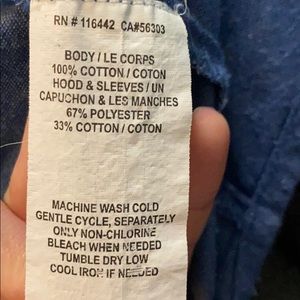 RN # 116442 CA#56303
BODY / LE CORPS
100% COTTON / COTON
HOOD & SLEEVES / UN
CAPUCHON & LES MANCHES
67% POLYESTER
33% COTTON / COTON
MACHINE WASH COLD
GENTLE CYCLE, SEPARATELY
ONLY NON-CHLORINE
BLEACH WHEN NEEDED
TUMBLE DRY LOW
COOL IRON IF NEEDED